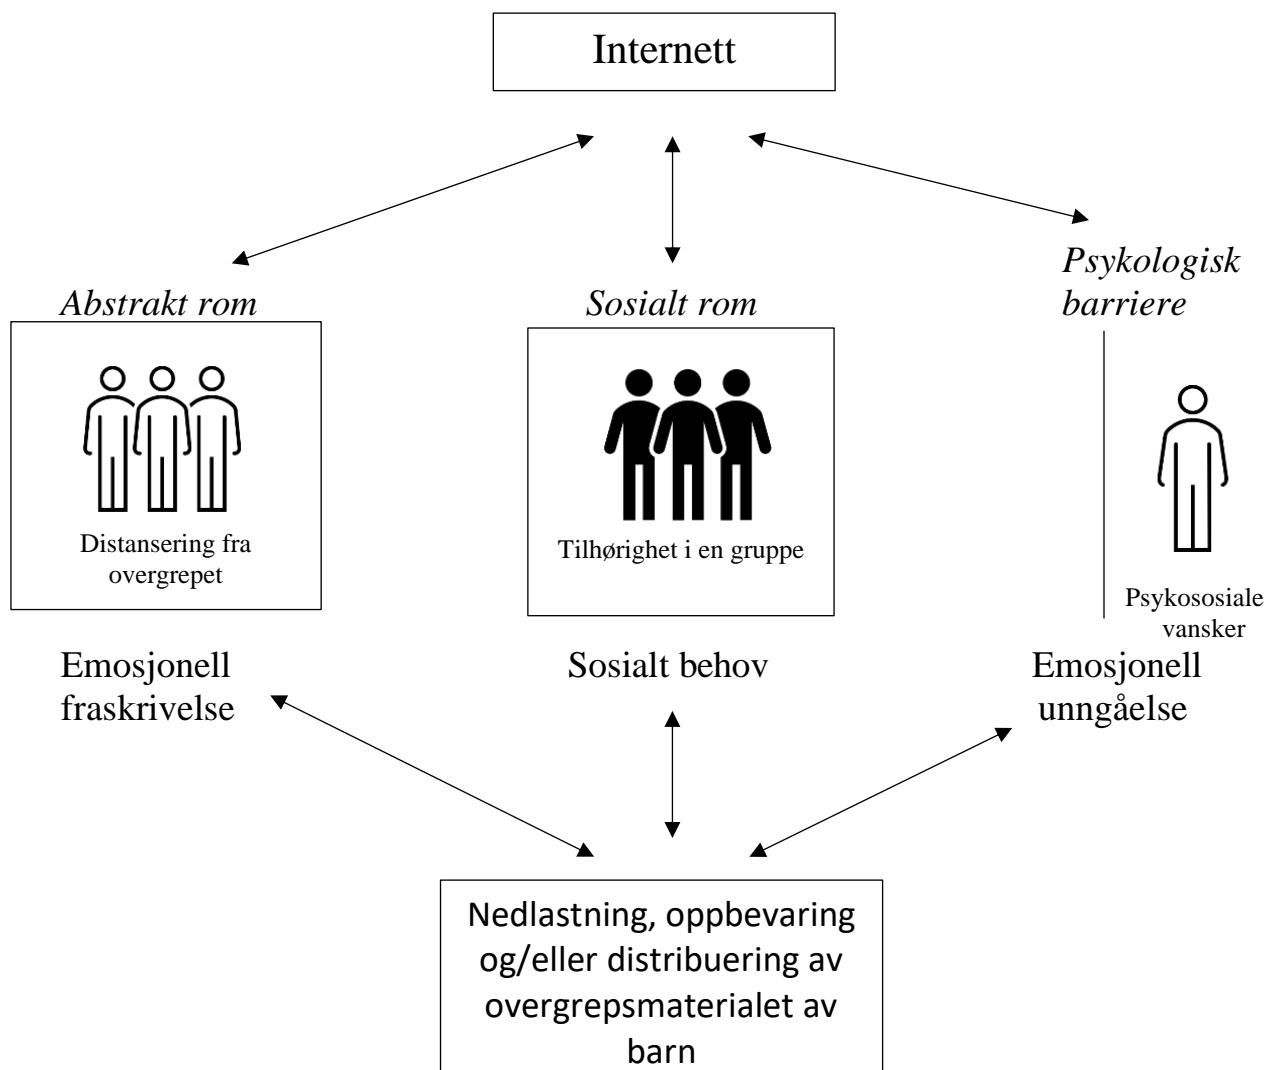 Internett
Abstrakt rom
Distansering fra
overgrepet
Emosjonell
fraskrivelse
Sosialt rom
Tilhørighet i en gruppe
Sosialt behov
Psykologisk
barriere
Psykososiale
vansker
Emosjonell
unngåelse
Nedlastning, oppbevaring
og/eller distribuering av
overgrepsmaterialet av
barn